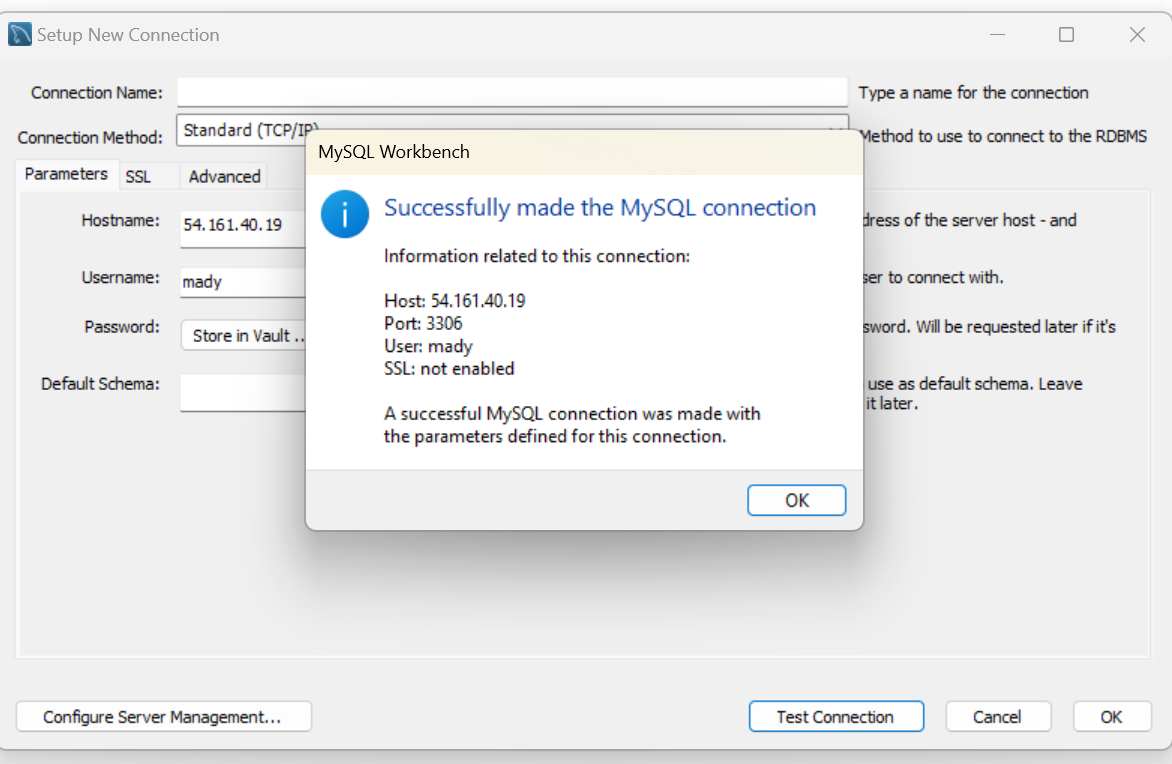 Setup New Connection
Connection Name:
Type a name for the connection
Connection Method:
Standard (TCP/IP)
Method to use to connect to the RDBMS
MySQL Workbench
Parameters
SSL
Advanced
Successfully made the MySQL connection
Hostname:
54.161.40.19
dress of the server host - and
Information related to this connection:
Username:
mady
ser to connect with.
Host: 54.161.40.19
Port: 3306
User: mady
SSL: not enabled
Password:
Store in Vault ..
sword. Will be requested later if it's
Default Schema:
use as default schema. Leave
it later.
A successful MySQL connection was made with
the parameters defined for this connection.
OK
Configure Server Management...
Test Connection
Cancel
OK